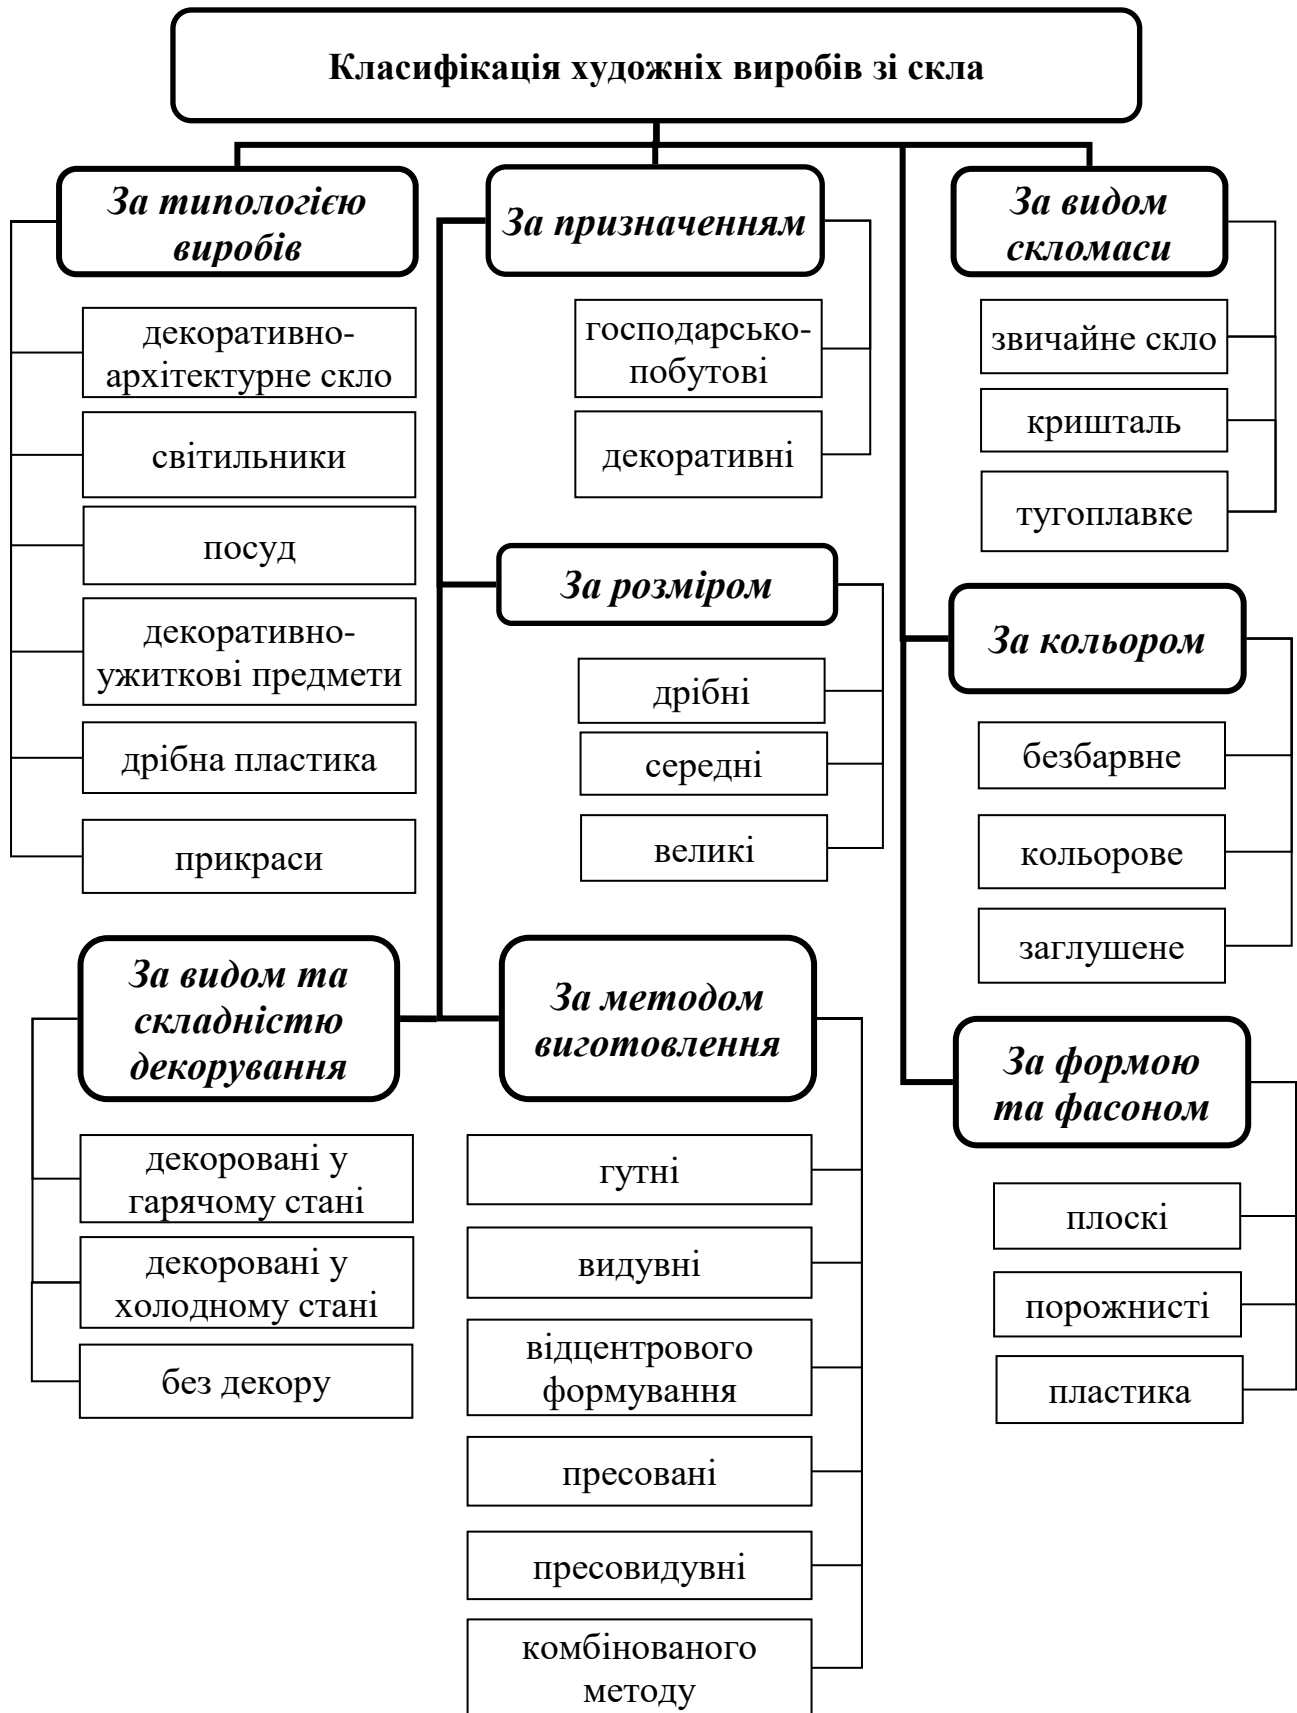 Класифікація художніх виробів зі скла
За типологією
виробів
декоративно-
архітектурне скло
світильники
посуд
декоративно-
ужиткові предмети
дрібна пластика
прикраси
За призначенням
господарсько-
побутові
декоративні
За розміром
дрібні
середні
великі
За видом
скломаси
звичайне скло
кришталь
тугоплавке
За кольором
безбарвне
кольорове
заглушене
За видом та
складністю
декорування
декоровані у
гарячому стані
декоровані у
холодному стані
без декору
За методом
виготовлення
гутні
видувні
відцентрового
формування
пресовані
пресовидувні
комбінованого
методу
За формою
та фасоном
плоскі
порожнисті
пластика